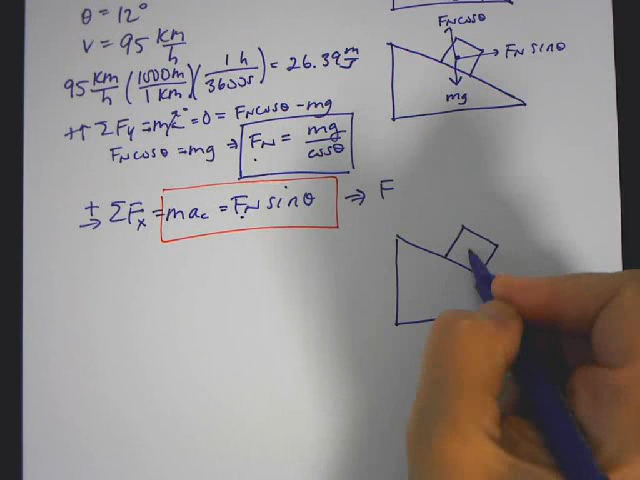 θ = 12°
v = 95 Km/h
95 Km/h (1000m/1Km)(1h/3600s) = 26.39 m/s
+↑ ΣFy = ma = 0 = FN cosθ - mg
FN cosθ = mg ⇒ FN = mg/cosθ
+→ ΣFx = mac = FN sinθ ⇒ F
FN cosθ
FN sinθ
mg